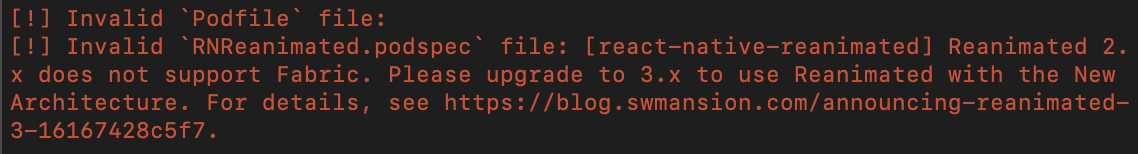 [!] Invalid `Podfile` file:
[!] Invalid `RNReanimated.podspec` file: [react-native-reanimated] Reanimated 2.
x does not support Fabric. Please upgrade to 3.x to use Reanimated with the New
Architecture. For details, see https://blog.swmansion.com/announcing-reanimated-
3-16167428c5f7.